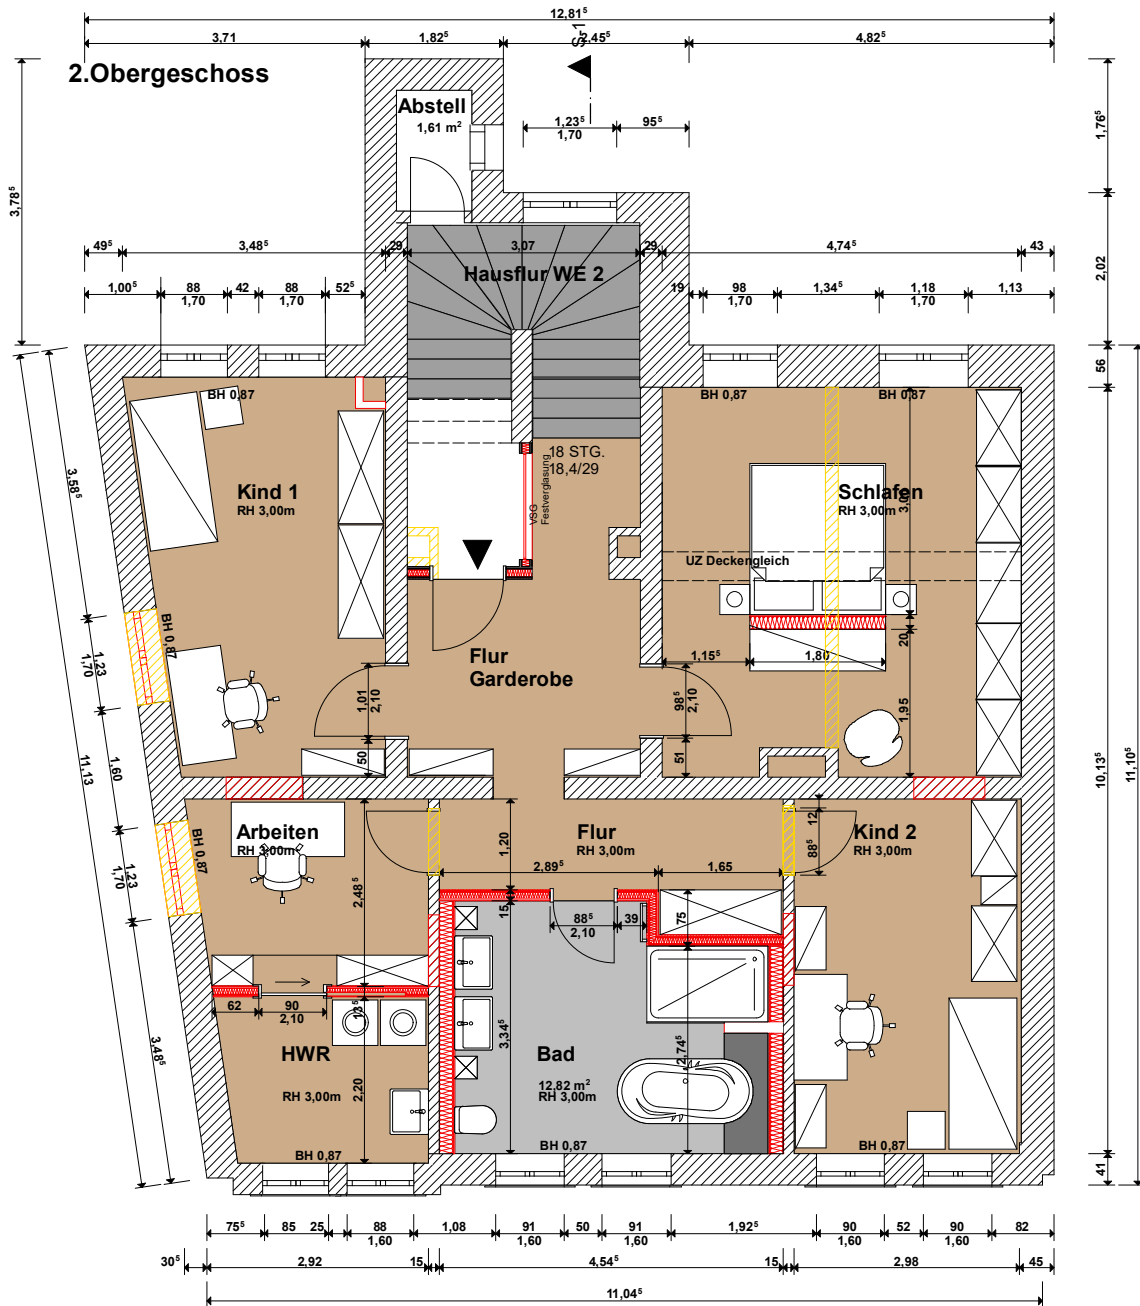 12,81⁵
3,71
1,82⁵
2,45⁵
4,82⁵
S-1
2.Obergeschoss
Abstell
1,61 m²
1,23⁵
1,70
95⁵
1,76⁵
3,78⁵
2,02
49⁵
3,48⁵
29
3,07
29
4,74⁵
43
Hausflur WE 2
1,00⁵
88
1,70
42
88
1,70
52⁵
19
98
1,70
1,34⁵
1,18
1,70
1,13
56
BH 0,87
BH 0,87
BH 0,87
18 STG.
18,4/29
VSG
Festverglasung
Kind 1
RH 3,00m
Schlafen
RH 3,00m
UZ Deckengleich
3,58⁵
BH 0,87
1,23
1,70
11,13
1,60
Flur
Garderobe
1,01
2,10
50
98⁵
2,10
51
1,15⁵
1,80
20
1,95
10,13⁵
11,10⁵
Arbeiten
RH 3,00m
BH 0,87
1,23
1,70
2,48⁵
1,20
Flur
RH 3,00m
2,89⁵
1,65
12
88⁵
Kind 2
RH 3,00m
15
88⁵
2,10
39
75
62
90
2,10
13⁵
3,48⁵
HWR
RH 3,00m
2,20
3,34⁵
Bad
12,82 m²
RH 3,00m
2,74⁵
BH 0,87
BH 0,87
BH 0,87
41
75⁵
85
25
88
1,60
1,08
91
1,60
50
91
1,60
1,92⁵
90
1,60
52
90
1,60
82
30⁵
2,92
15
4,54⁵
15
2,98
45
11,04⁵